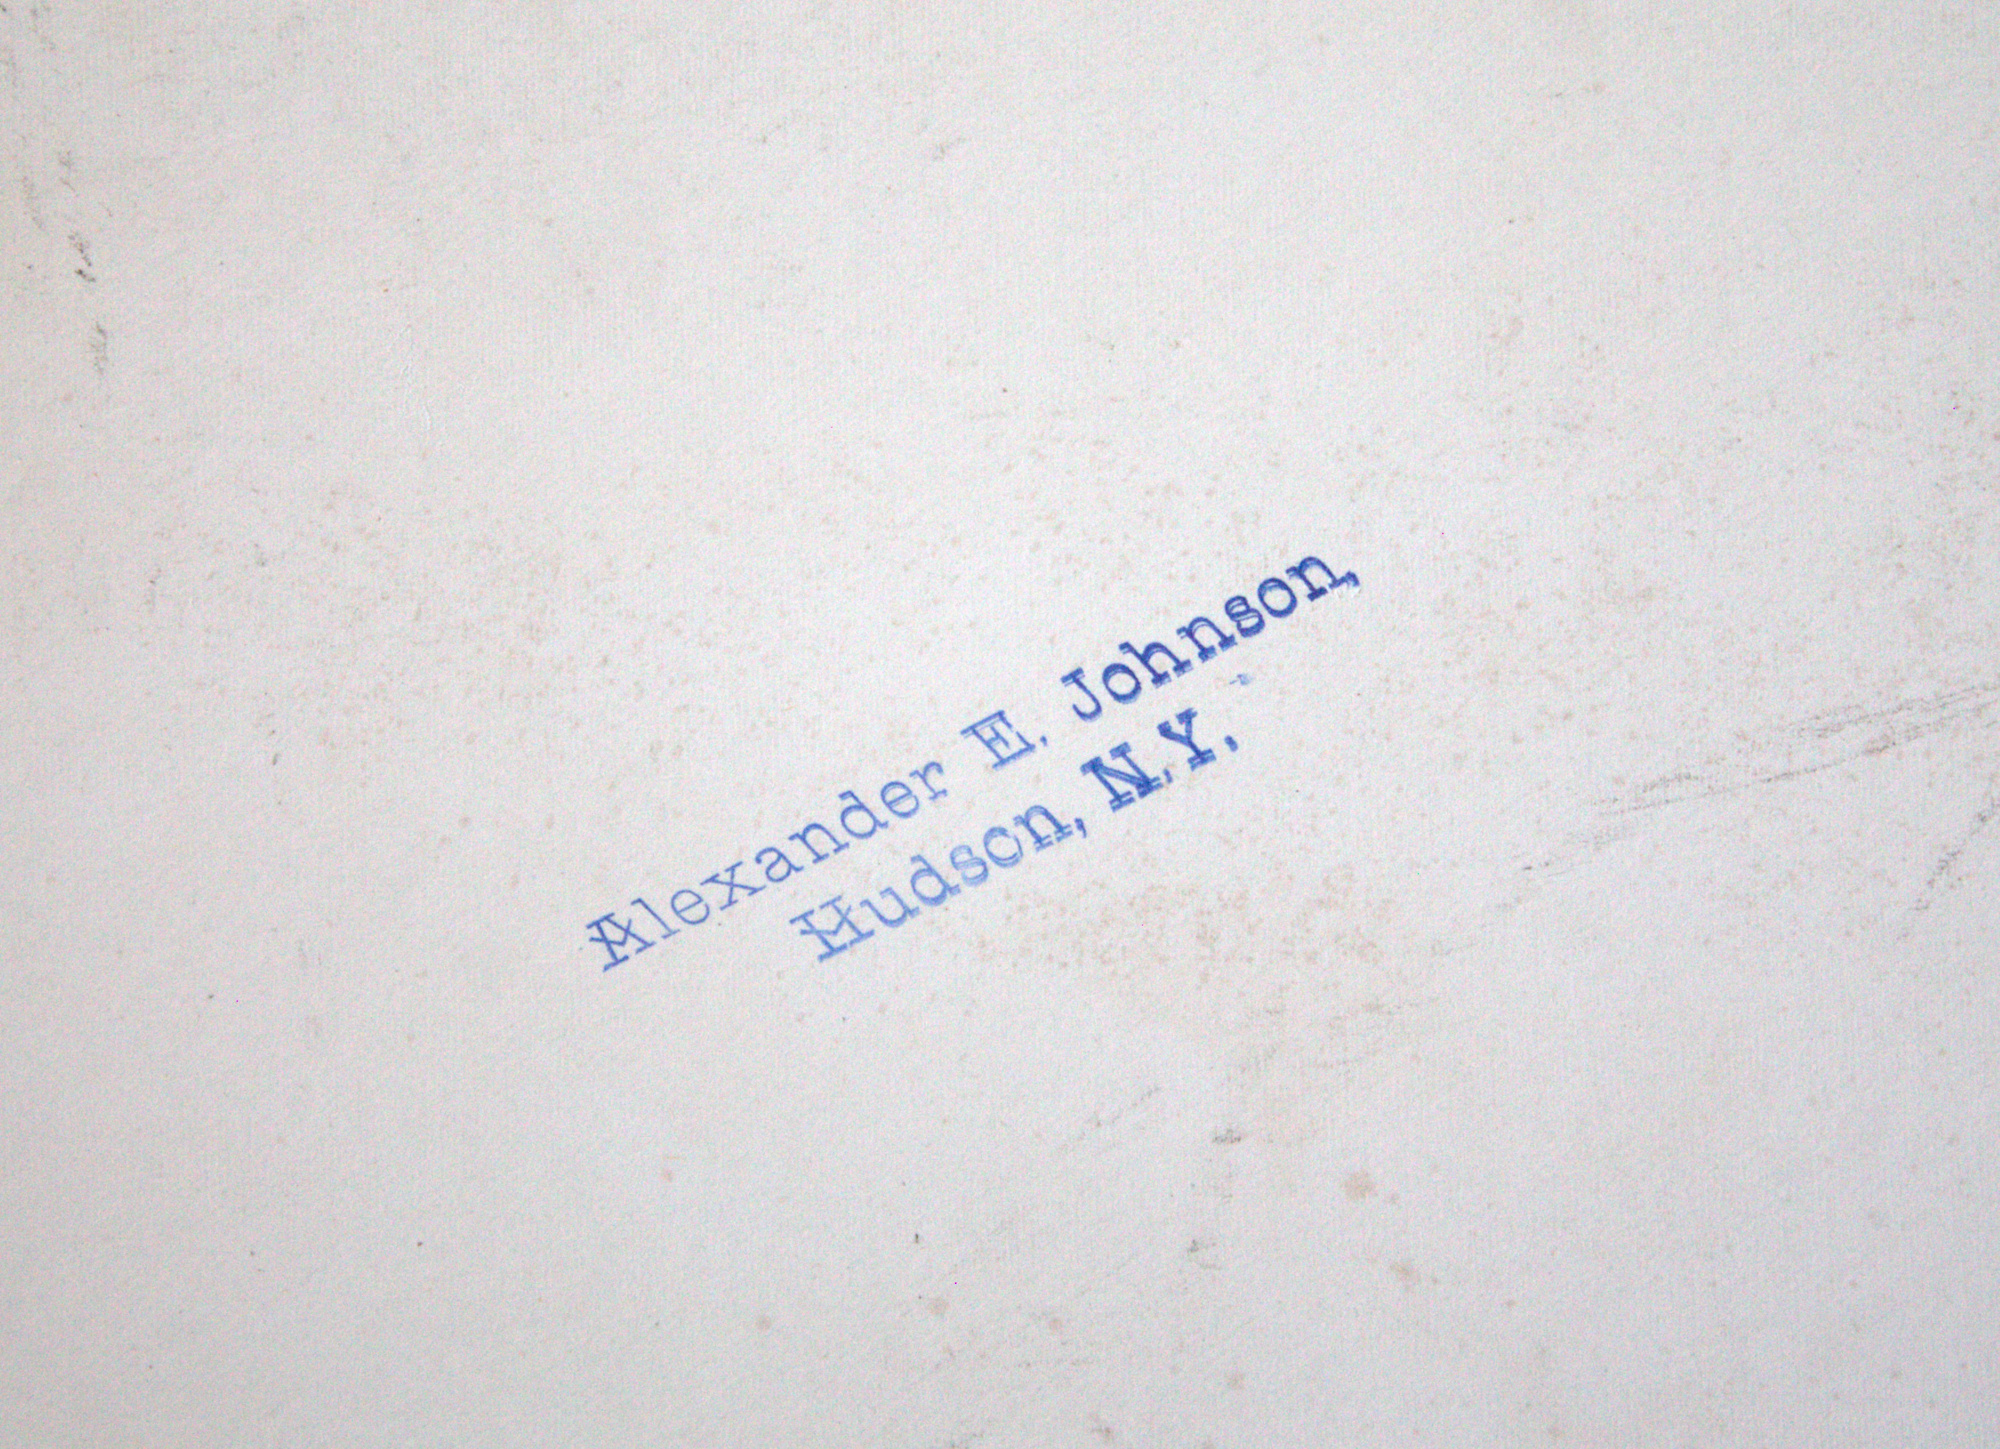 Alexander E. Johnson,
Hudson, N.Y.